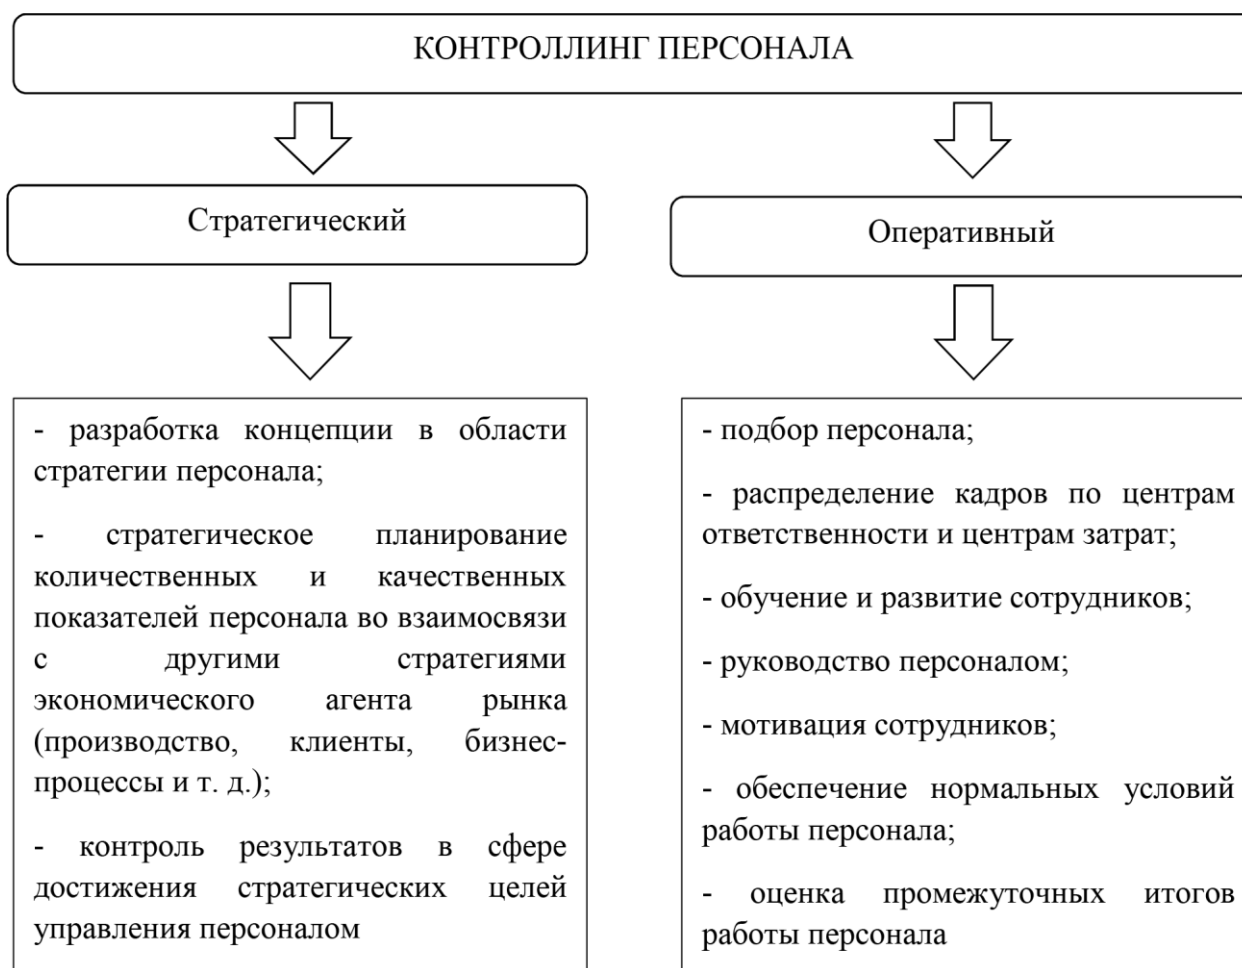 КОНТРОЛЛИНГ ПЕРСОНАЛА
Стратегический
Оперативный
- разработка концепции в области
стратегии персонала;
- стратегическое планирование
количественных и качественных
показателей персонала во взаимосвязи
с другими стратегиями
экономического агента рынка
(производство, клиенты, бизнес-
процессы и т. д.);
- контроль результатов в сфере
достижения стратегических целей
управления персоналом
- подбор персонала;
- распределение кадров по центрам
ответственности и центрам затрат;
- обучение и развитие сотрудников;
- руководство персоналом;
- мотивация сотрудников;
- обеспечение нормальных условий
работы персонала;
- оценка промежуточных итогов
работы персонала